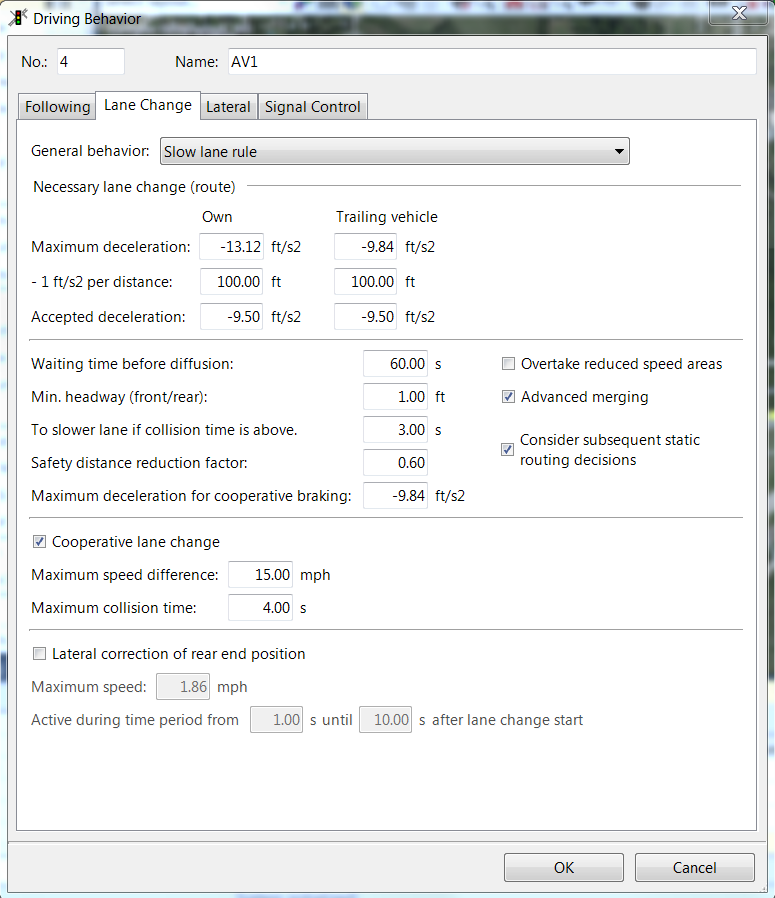 Driving Behavior
No.: 4 Name: AV1
Following Lane Change Lateral Signal Control
General behavior: Slow lane rule
Necessary lane change (route)
Own Trailing vehicle
Maximum deceleration: -13.12 ft/s2 -9.84 ft/s2
- 1 ft/s2 per distance: 100.00 ft 100.00 ft
Accepted deceleration: -9.50 ft/s2 -9.50 ft/s2
Waiting time before diffusion: 60.00 s Overtake reduced speed areas
Min. headway (front/rear): 1.00 ft Advanced merging
To slower lane if collision time is above. 3.00 s
Consider subsequent static
routing decisions
Safety distance reduction factor: 0.60
Maximum deceleration for cooperative braking: -9.84 ft/s2
Cooperative lane change
Maximum speed difference: 15.00 mph
Maximum collision time: 4.00 s
Lateral correction of rear end position
Maximum speed: 1.86 mph
Active during time period from 1.00 s until 10.00 s after lane change start
OK Cancel